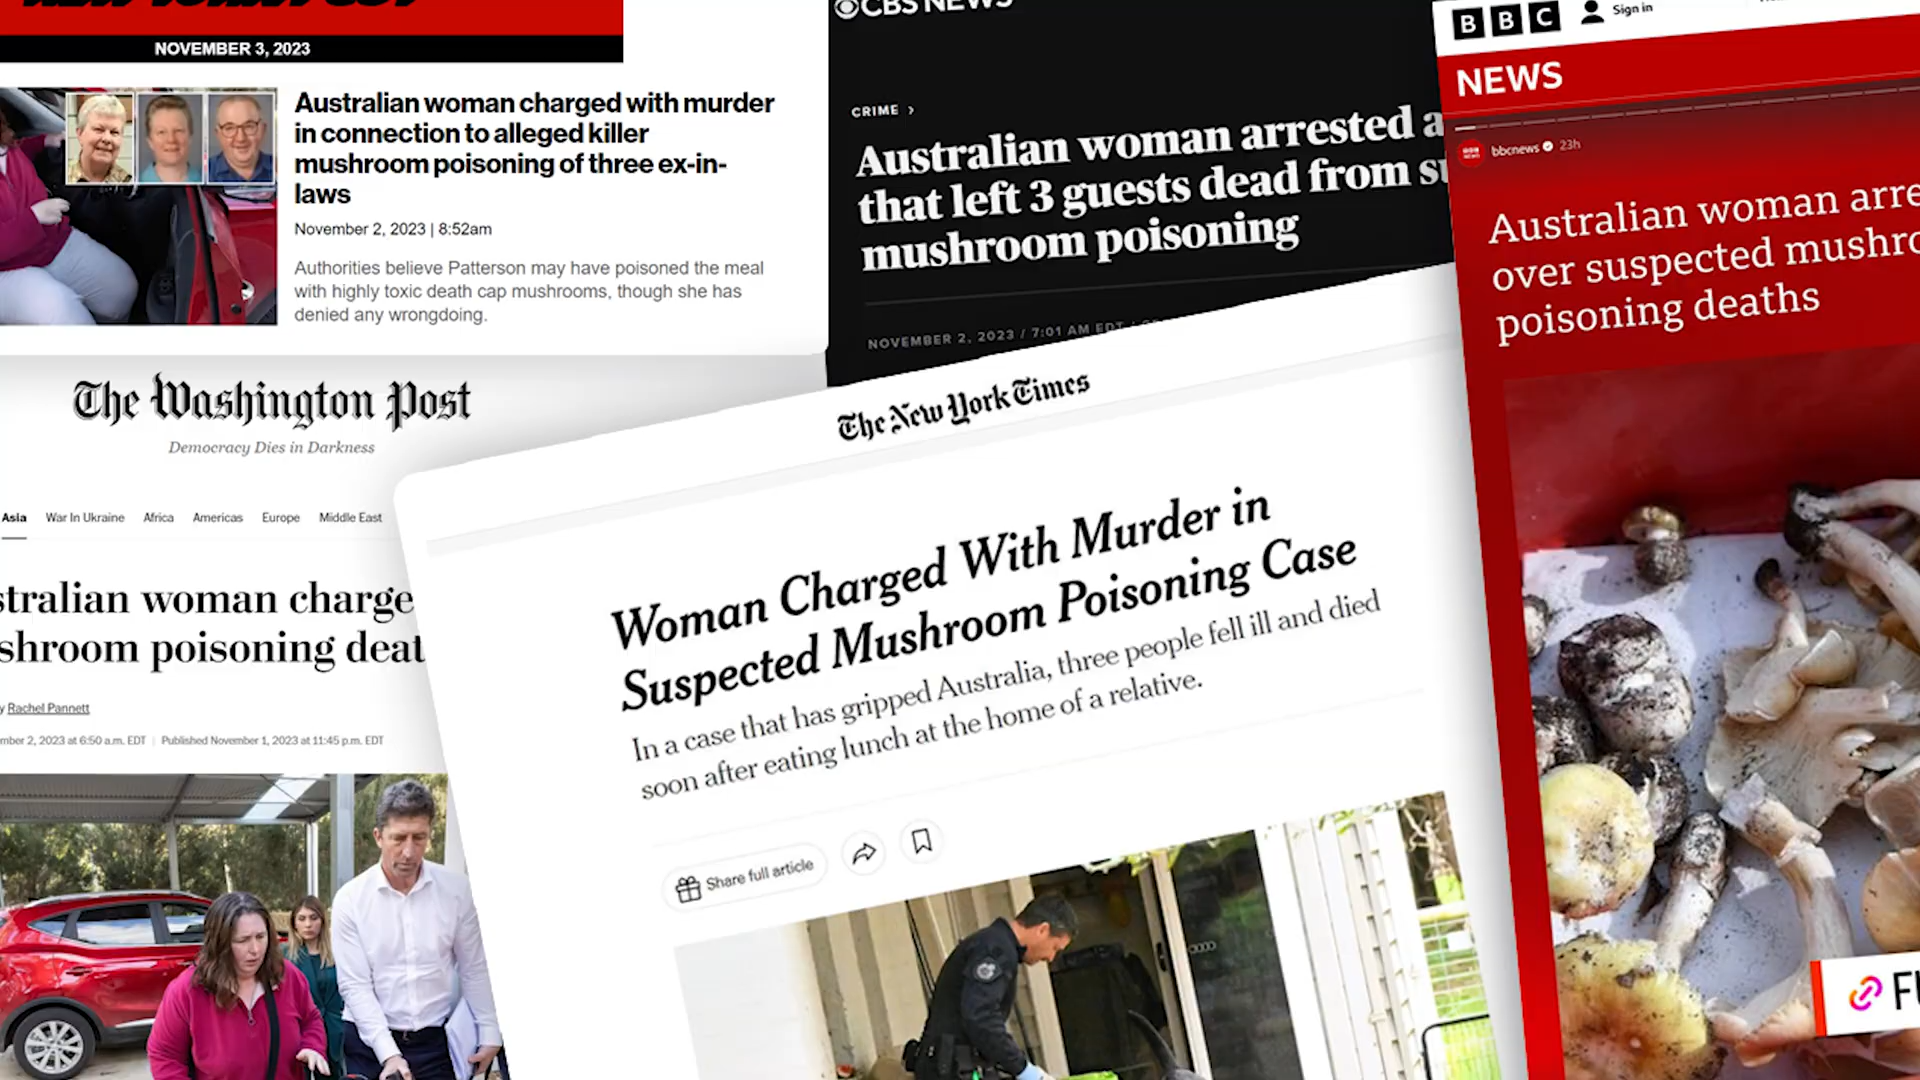 NOVEMBER 3, 2023
Australian woman charged with murder
in connection to alleged killer
mushroom poisoning of three ex-in-
laws
November 2, 2023 | 8:52am
Authorities believe Patterson may have poisoned the meal
with highly toxic death cap mushrooms, though she has
denied any wrongdoing.
CBS NEWS
CRIME >
Australian woman arrested a
that left 3 guests dead from su
mushroom poisoning
NOVEMBER 2, 2023 / 7:01 AM EDT
BBC
Sign in
NEWS
bbcnews 23h
Australian woman arre
over suspected mushro
poisoning deaths
The Washington Post
Democracy Dies in Darkness
Asia War In Ukraine Africa Americas Europe Middle East
stralian woman charge
shroom poisoning deat
y Rachel Pannett
mber 2, 2023 at 6:50 a.m. EDT | Published November 1, 2023 at 11:45 p.m. EDT
The New York Times
Woman Charged With Murder in
Suspected Mushroom Poisoning Case
In a case that has gripped Australia, three people fell ill and died
soon after eating lunch at the home of a relative.
Share full article
FU